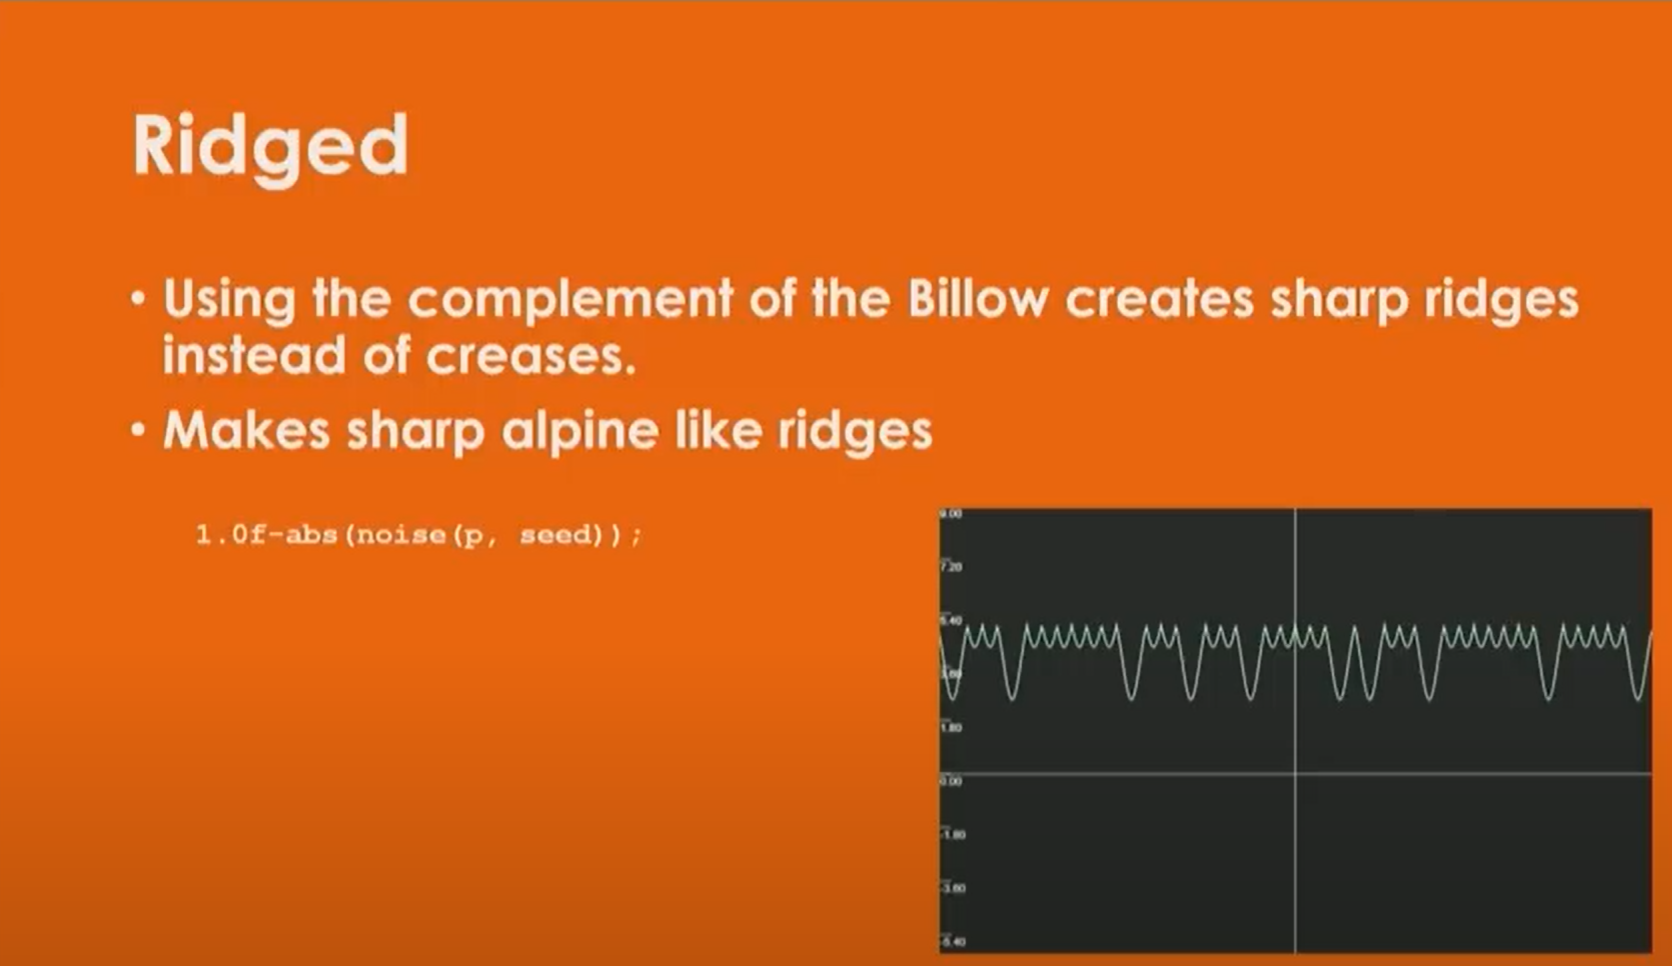 Ridged
• Using the complement of the Billow creates sharp ridges
instead of creases.
• Makes sharp alpine like ridges
1.0f-abs(noise(p, seed));
9.00
7.20
5.40
3.60
1.80
0.00
-1.80
-3.60
-5.40